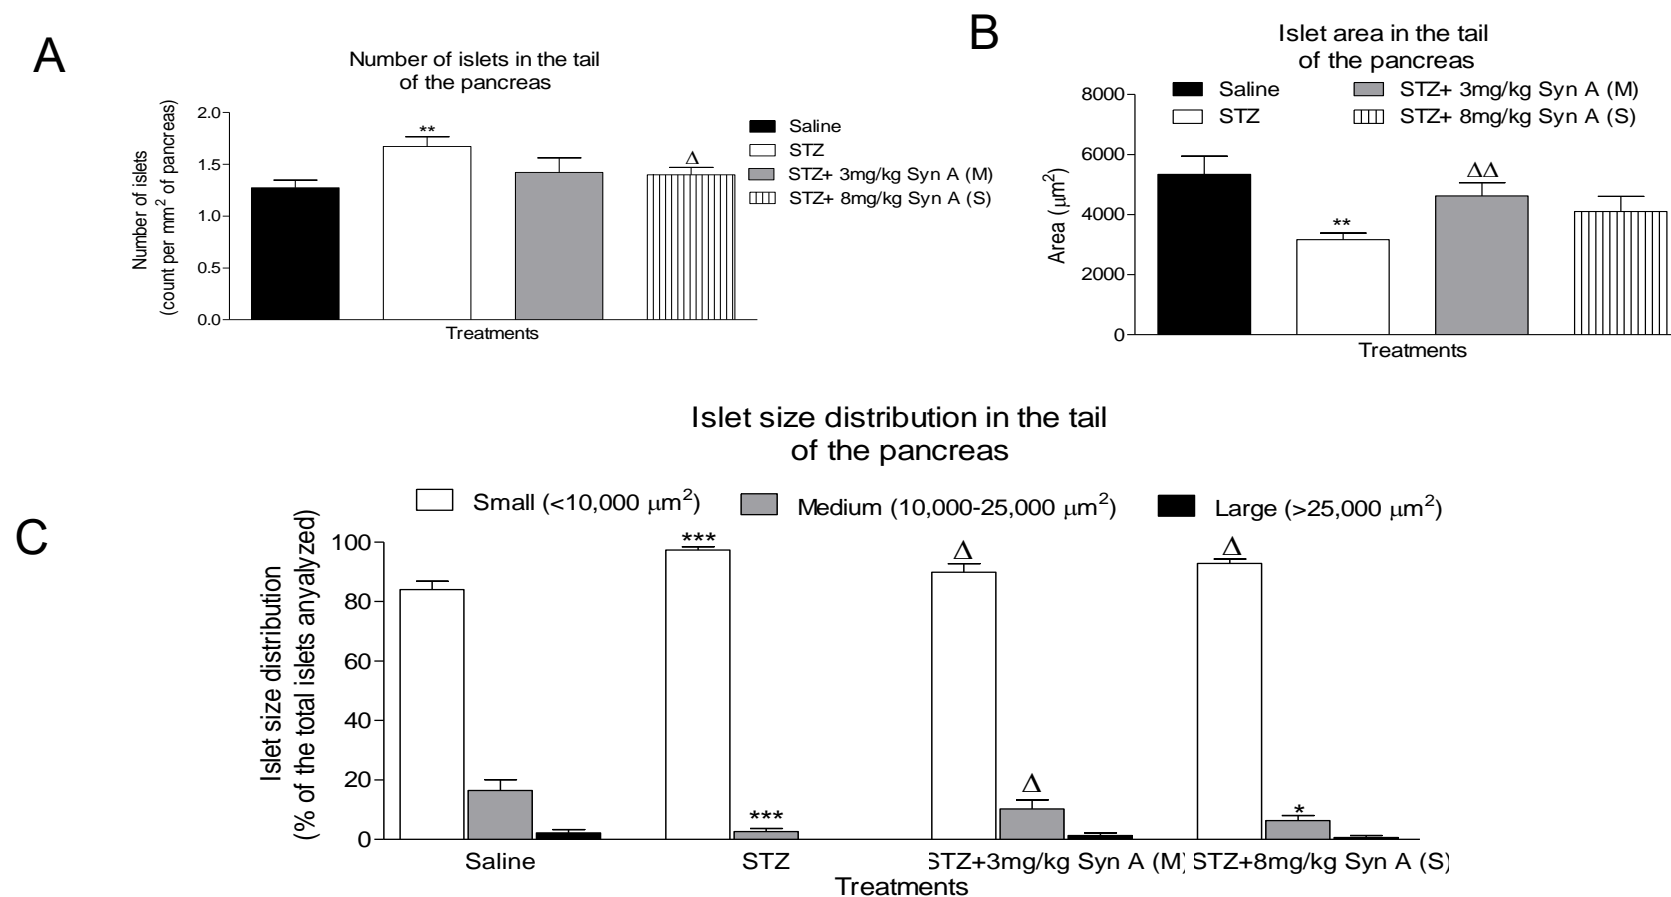 A
Number of islets in the tail
of the pancreas
Number of islets
(count per mm² of pancreas)
2.0
1.5
1.0
0.5
0.0
**
Δ
Treatments
Saline
STZ
STZ+ 3mg/kg Syn A (M)
STZ+ 8mg/kg Syn A (S)
B
Islet area in the tail
of the pancreas
Saline
STZ
STZ+ 3mg/kg Syn A (M)
STZ+ 8mg/kg Syn A (S)
Area (μm²)
8000
6000
4000
2000
0
**
ΔΔ
Treatments
C
Islet size distribution in the tail
of the pancreas
Small (<10,000 μm²)
Medium (10,000-25,000 μm²)
Large (>25,000 μm²)
Islet size distribution
(% of the total islets anyalyzed)
100
80
60
40
20
0
***
***
Δ
Δ
Δ
*
Saline
STZ
STZ+3mg/kg Syn A (M)
STZ+8mg/kg Syn A (S)
Treatments